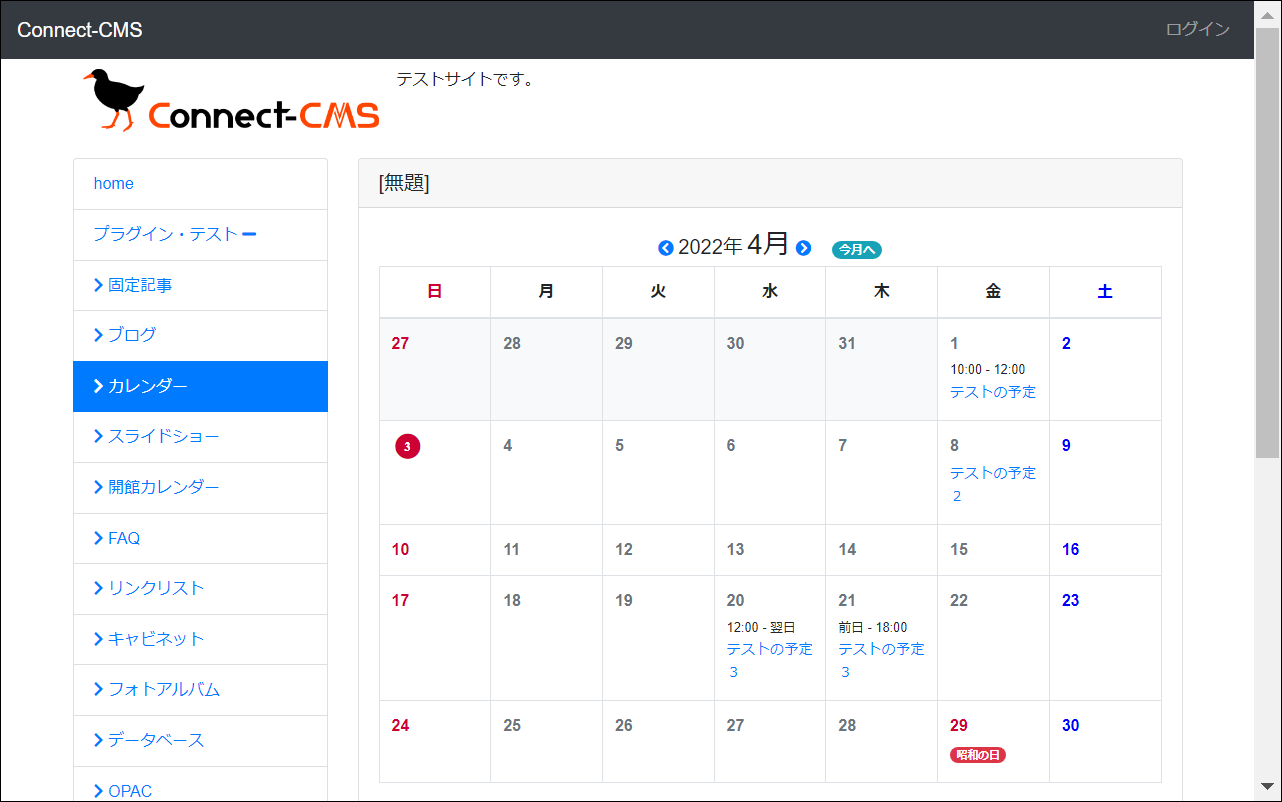 Connect-CMS
ログイン
Connect-CMS
テストサイトです。
home
プラグイン・テスト
固定記事
ブログ
カレンダー
スライドショー
開館カレンダー
FAQ
リンクリスト
キャビネット
フォトアルバム
データベース
OPAC
[無題]
2022年 4月 今月へ
日 月 火 水 木 金 土
27 28 29 30 31 1 2
10:00 - 12:00
テストの予定
3 4 5 6 7 8 9
テストの予定
2
10 11 12 13 14 15 16
17 18 19 20 21 22 23
12:00 - 翌日 前日 - 18:00
テストの予定 テストの予定
3 3
24 25 26 27 28 29 30
昭和の日